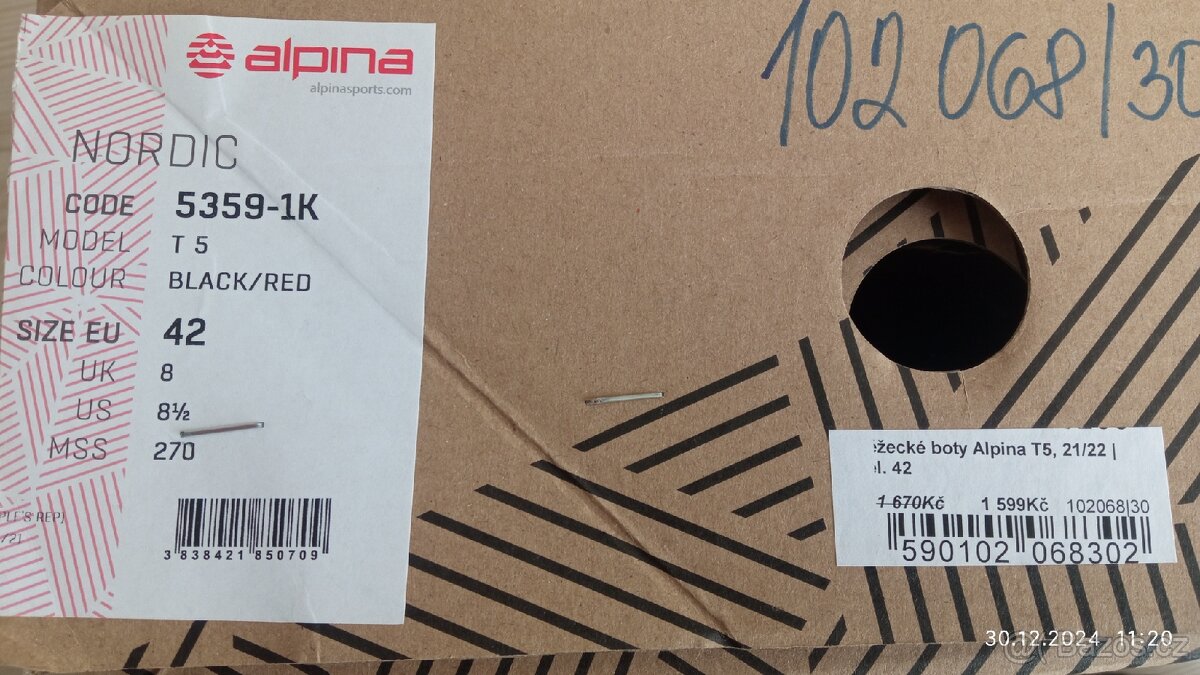 alpina
alpinasports.com
NORDIC
CODE 5359-1K
MODEL T 5
COLOUR BLACK/RED
SIZE EU 42
UK 8
US 8½
MSS 270
3 838421 850709
102 068/30
boty Alpina T5, 21/22 |
42
1 670Kč 1 599Kč 102068|30
590102 068302
30.12.2024 11:20
Bazos.cz